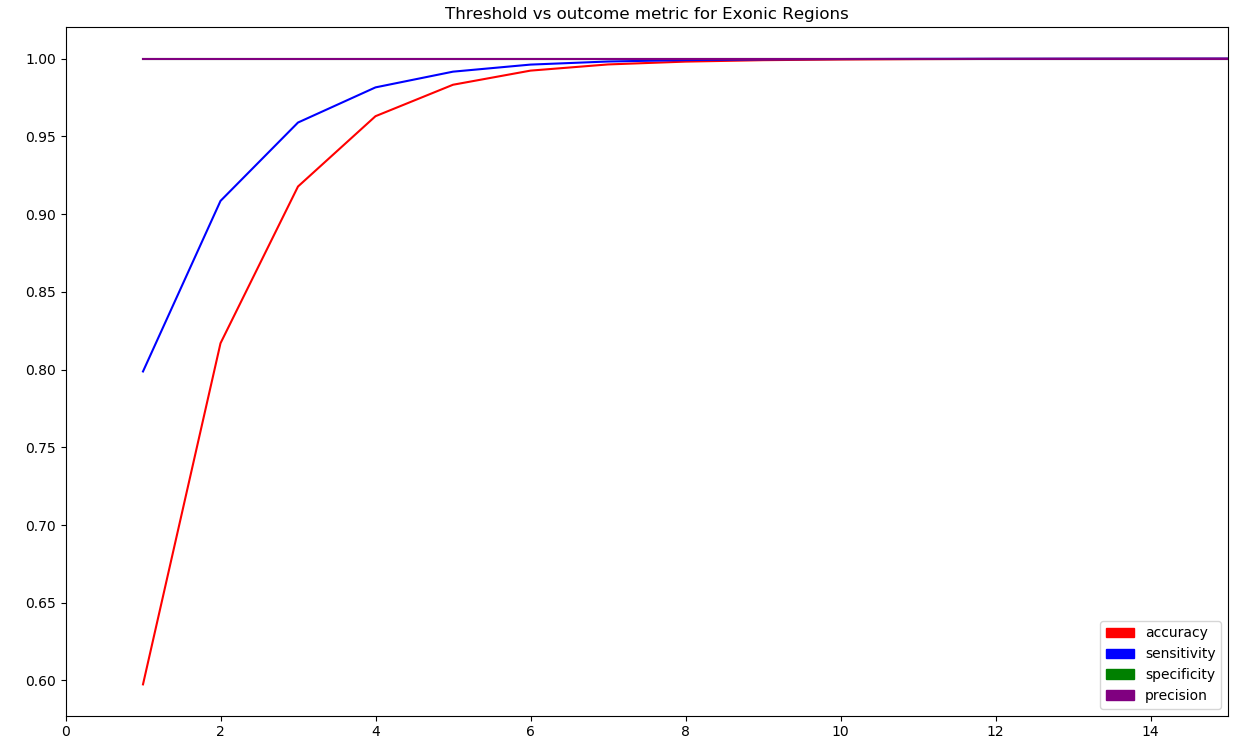 Threshold vs outcome metric for Exonic Regions
1.00
0.95
0.90
0.85
0.80
0.75
0.70
0.65
0.60
0 2 4 6 8 10 12 14
accuracy
sensitivity
specificity
precision